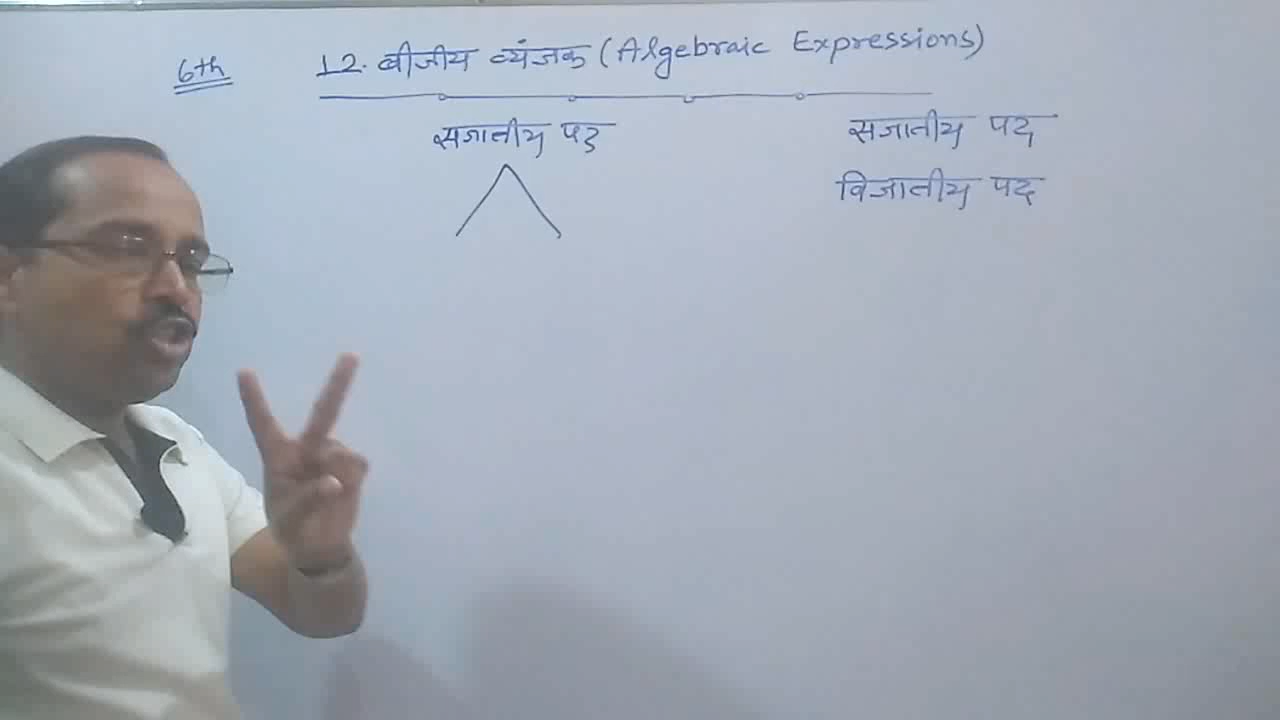 6th
12. बीजीय व्यंजक (Algebraic Expressions)
सजातीय पद
सजातीय पद
विजातीय पद